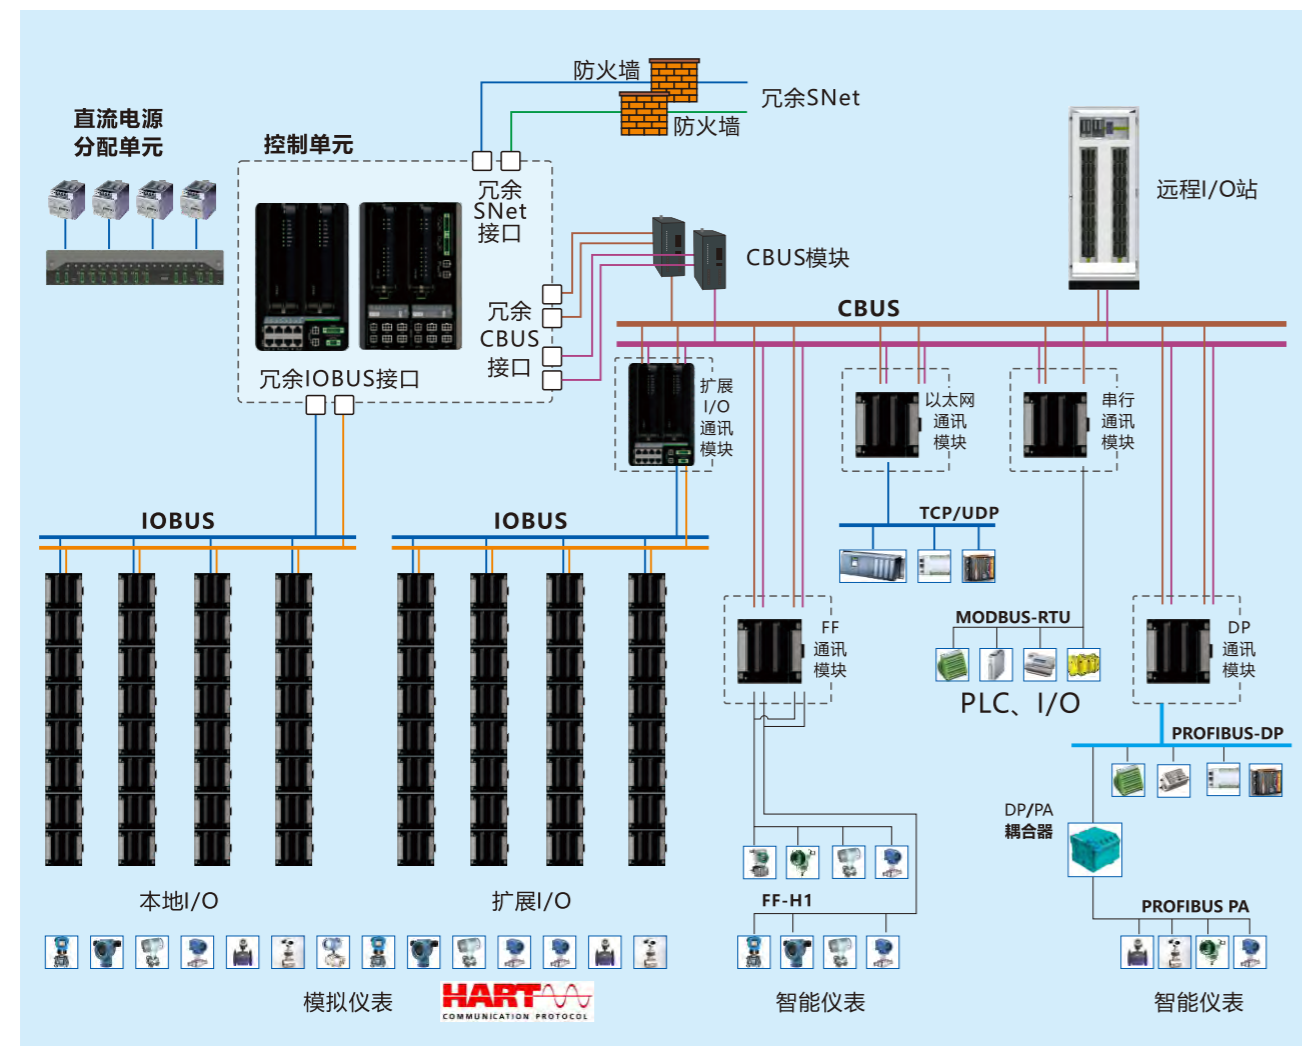 防火墙
冗余SNet
防火墙
直流电源
分配单元
控制单元
冗余
SNet
接口
远程I/O站
CBUS模块
冗余
CBUS
接口
CBUS
冗余IOBUS接口
扩展
I/O
通讯
模块
以太网
通讯
模块
串行
通讯
模块
IOBUS
IOBUS
TCP/UDP
MODBUS-RTU
FF
通讯
模块
DP
通讯
模块
PLC、I/O
PROFIBUS-DP
DP/PA
耦合器
本地I/O
扩展I/O
FF-H1
PROFIBUS PA
模拟仪表
HART
COMMUNICATION PROTOCOL
智能仪表
智能仪表